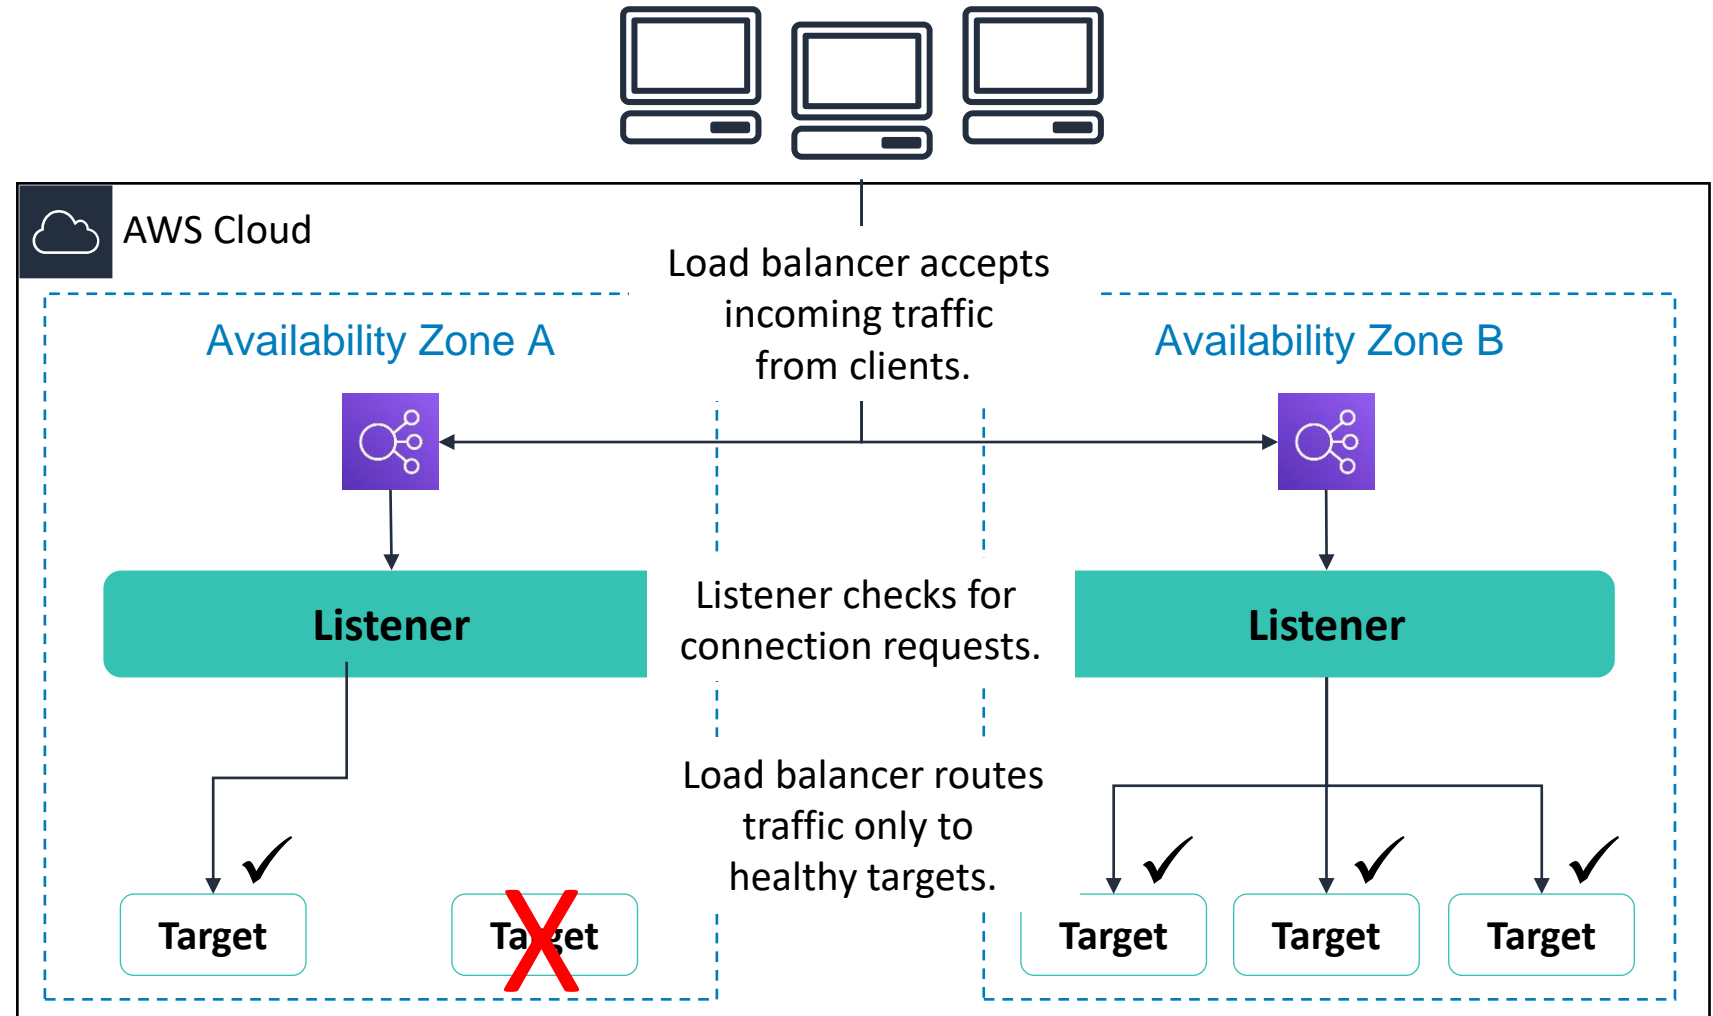 AWS Cloud
Load balancer accepts
incoming traffic
from clients.
Availability Zone A
Availability Zone B
Listener
Listener checks for
connection requests.
Listener
Load balancer routes
traffic only to
healthy targets.
Target
Target
Target
Target
Target